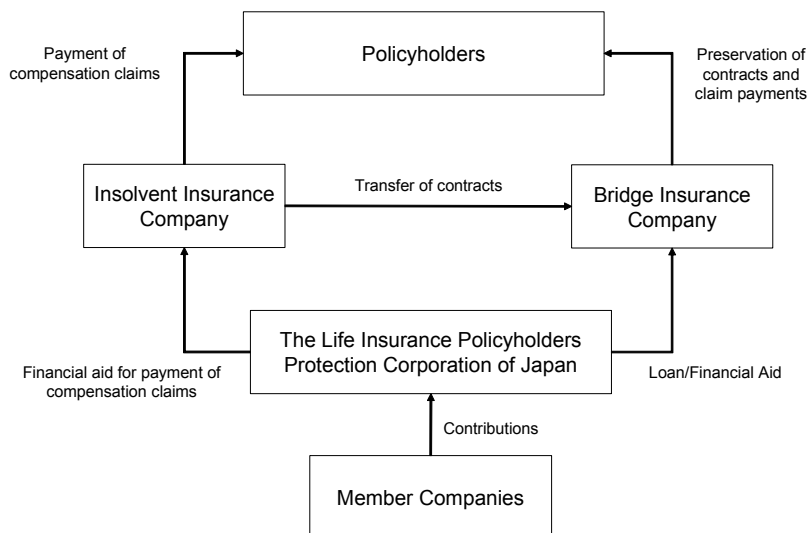 Payment of
compensation claims
Policyholders
Preservation of
contracts and
claim payments
Insolvent Insurance
Company
Transfer of contracts
Bridge Insurance
Company
The Life Insurance Policyholders
Protection Corporation of Japan
Financial aid for payment of
compensation claims
Loan/Financial Aid
Contributions
Member Companies